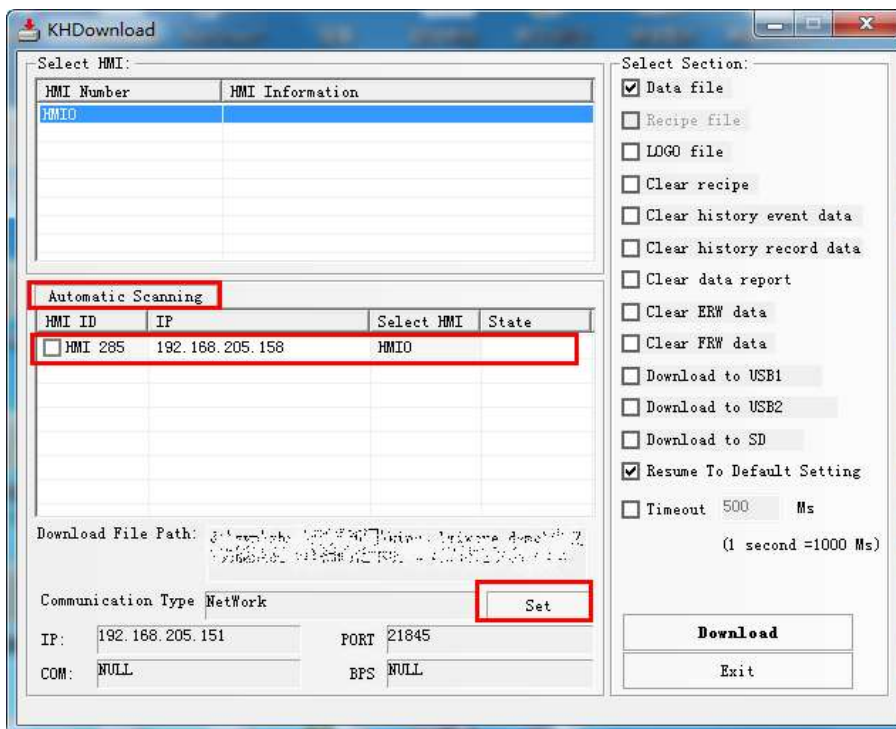 KHDownload
Select HMI:
HMI Number HMI Information
HMI0
Automatic Scanning
HMI ID IP Select HMI State
HMI 285 192.168.205.158 HMI0
Download File Path:
Communication Type NetWork Set
IP: 192.168.205.151 PORT 21845
COM: NULL BPS NULL
Select Section:
Data file
Recipe file
LOGO file
Clear recipe
Clear history event data
Clear history record data
Clear data report
Clear ERW data
Clear FRW data
Download to USB1
Download to USB2
Download to SD
Resume To Default Setting
Timeout 500 Ms
(1 second =1000 Ms)
Download
Exit